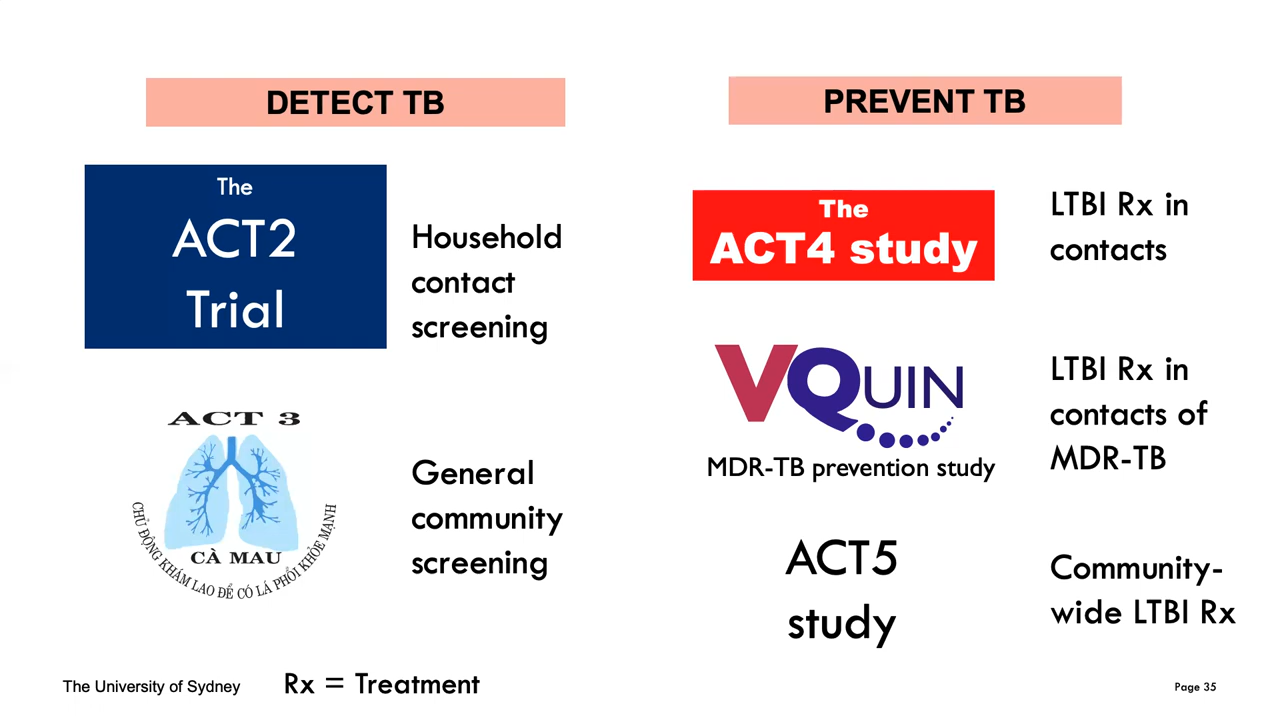 DETECT TB
The
ACT2
Trial
Household
contact
screening
ACT 3
CÀ MAU
CHỦ ĐỘNG KHÁM LAO ĐỂ CÓ LÁ PHỔI KHỎE MẠNH
General
community
screening
PREVENT TB
The
ACT4 study
LTBI Rx in
contacts
VQUIN
MDR-TB prevention study
LTBI Rx in
contacts of
MDR-TB
ACT5
study
Community-
wide LTBI Rx
The University of Sydney
Rx = Treatment
Page 35